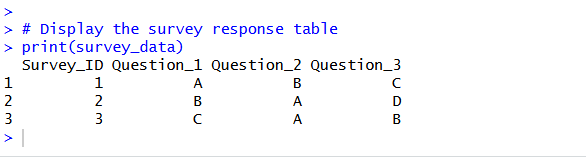 >
> # Display the survey response table
> print(survey_data)
  Survey_ID Question_1 Question_2 Question_3
1         1          A          B          C
2         2          B          A          D
3         3          C          A          B
>